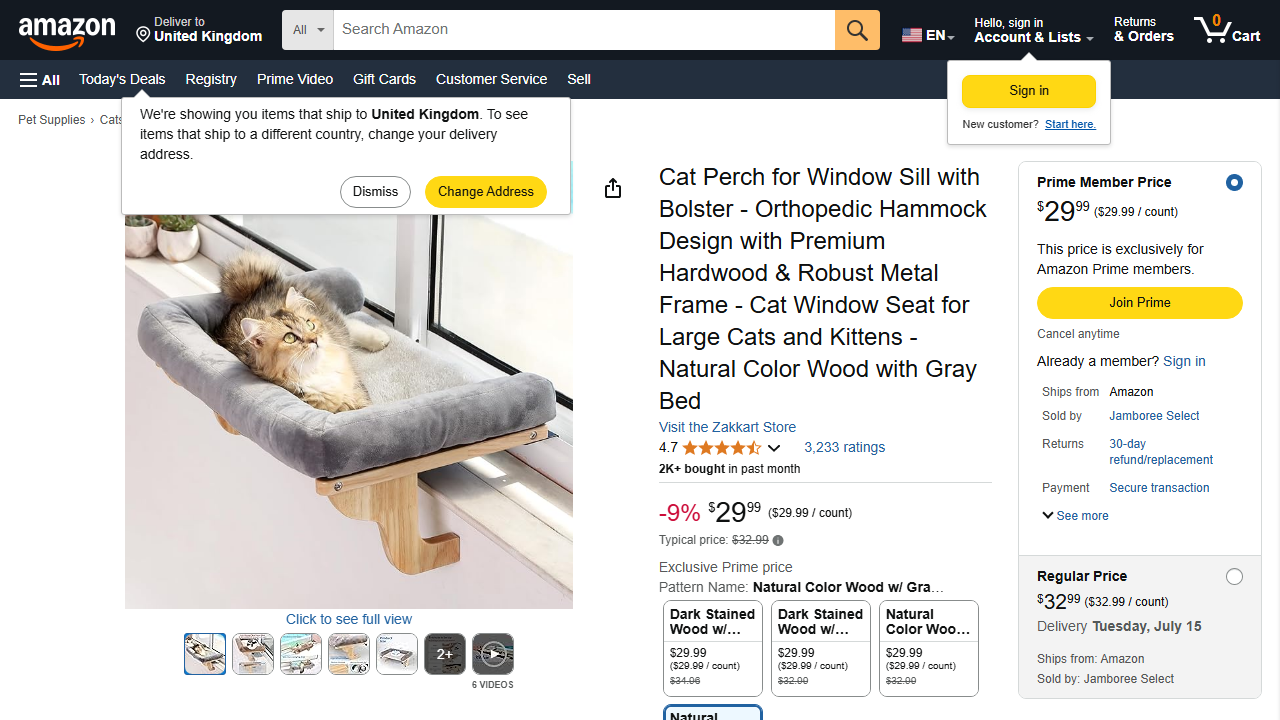 amazon
Deliver to
United Kingdom
All
Search Amazon
EN
Hello, sign in
Account & Lists
Returns
& Orders
0
Cart
All
Today's Deals
Registry
Prime Video
Gift Cards
Customer Service
Sell
Sign in
New customer? Start here.
Pet Supplies › Cats
We're showing you items that ship to United Kingdom. To see
items that ship to a different country, change your delivery
address.
Dismiss
Change Address
Click to see full view
2+
6 VIDEOS
Cat Perch for Window Sill with
Bolster - Orthopedic Hammock
Design with Premium
Hardwood & Robust Metal
Frame - Cat Window Seat for
Large Cats and Kittens -
Natural Color Wood with Gray
Bed
Visit the Zakkart Store
4.7
3,233 ratings
2K+ bought in past month
-9% $29.99 ($29.99 / count)
Typical price: $32.99
Exclusive Prime price
Pattern Name: Natural Color Wood w/ Gra…
Dark Stained
Wood w/…
$29.99
($29.99 / count)
$34.96
Dark Stained
Wood w/…
$29.99
($29.99 / count)
$32.90
Natural
Color Woo…
$29.99
($29.99 / count)
$32.90
Natural
Prime Member Price
$29.99 ($29.99 / count)
This price is exclusively for
Amazon Prime members.
Join Prime
Cancel anytime
Already a member? Sign in
Ships from Amazon
Sold by Jamboree Select
Returns 30-day
refund/replacement
Payment Secure transaction
See more
Regular Price
$32.99 ($32.99 / count)
Delivery Tuesday, July 15
Ships from: Amazon
Sold by: Jamboree Select